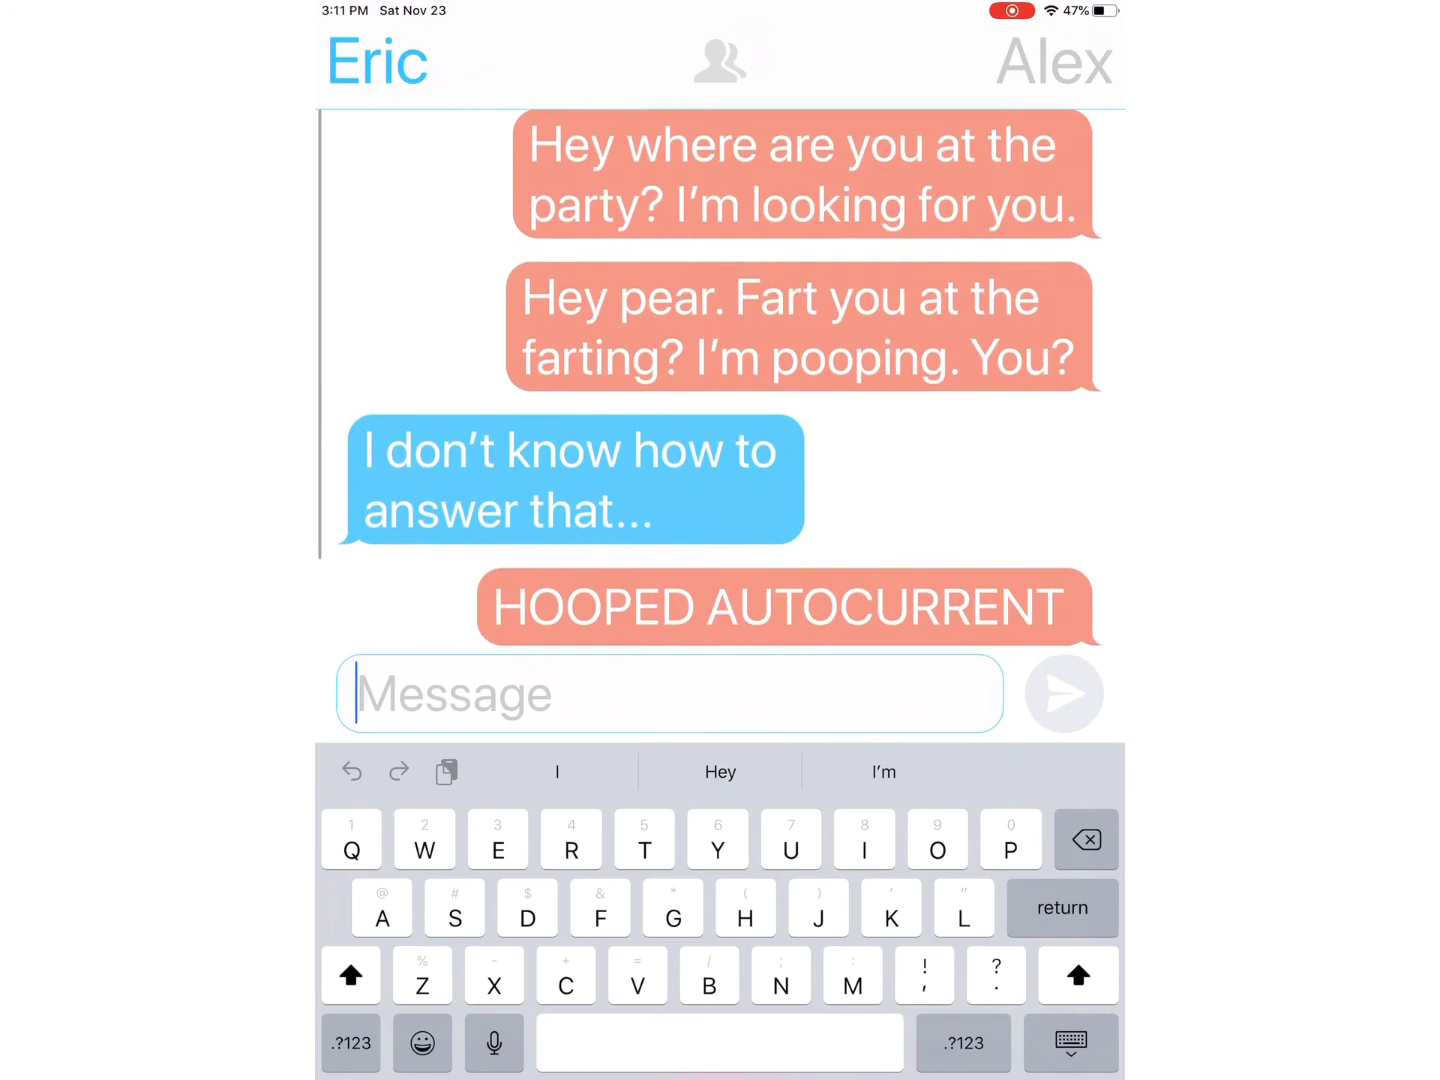 3:11 PM Sat Nov 23 47%
Eric Alex
Hey where are you at the
party? I’m looking for you.
Hey pear. Fart you at the
farting? I’m pooping. You?
I don’t know how to
answer that...
HOOPED AUTOCURRENT
Message
I Hey I’m
1 2 3 4 5 6 7 8 9 0
Q W E R T Y U I O P
@ # $ & * ( ) ’ ”
A S D F G H J K L return
% - + = / ; : ! ?
Z X C V B N M , .
.?123 .?123